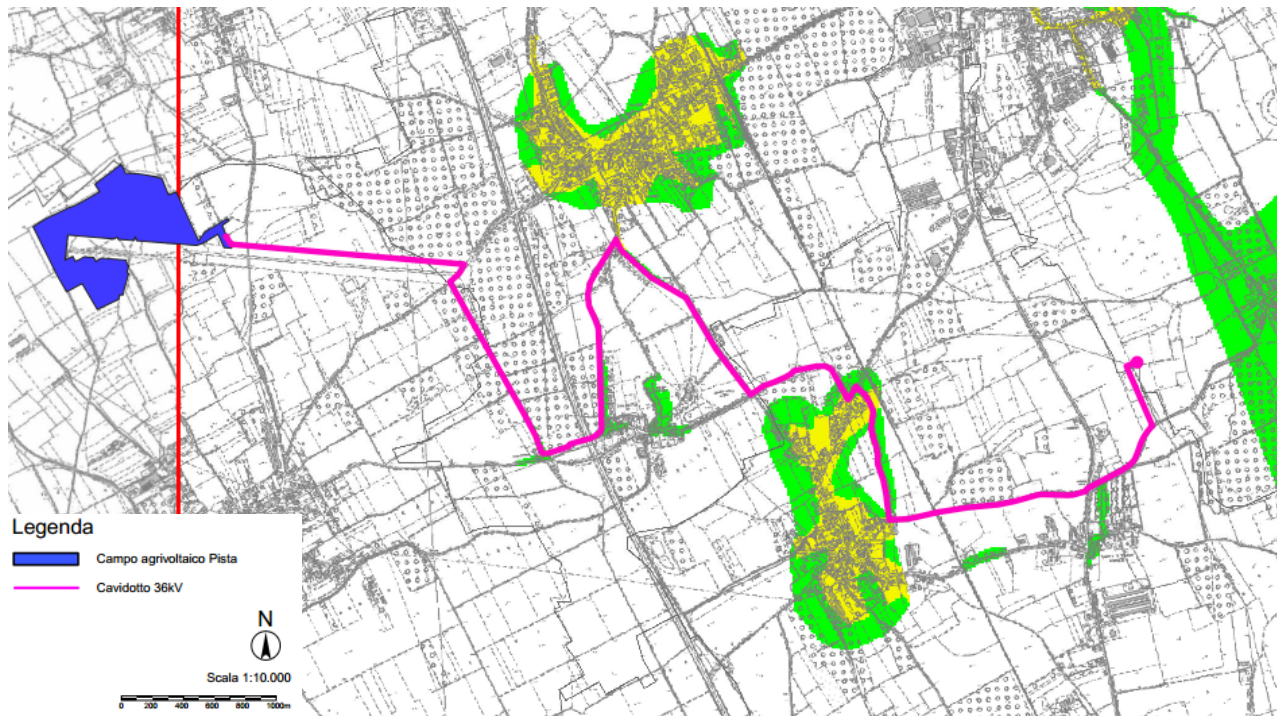 Legenda
Campo agrivoltaico Pista
Cavidotto 36kV
N
Scala 1:10.000
0 200 400 600 800 1000m